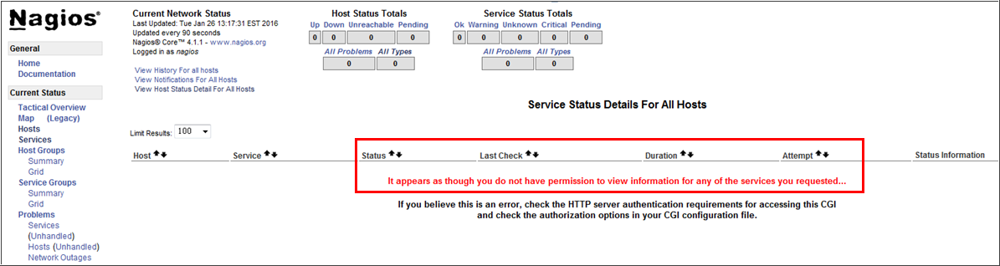 Nagios®
General
Home
Documentation
Current Status
Tactical Overview
Map (Legacy)
Hosts
Services
Host Groups
Summary
Grid
Service Groups
Summary
Grid
Problems
Services
(Unhandled)
Hosts (Unhandled)
Network Outages
Current Network Status
Last Updated: Tue Jan 26 13:17:31 EST 2016
Updated every 90 seconds
Nagios® Core™ 4.1.1 - www.nagios.org
Logged in as nagios
View History For all hosts
View Notifications For All Hosts
View Host Status Detail For All Hosts
Host Status Totals
Up Down Unreachable Pending
0 0 0 0
All Problems All Types
0 0
Service Status Totals
Ok Warning Unknown Critical Pending
0 0 0 0 0
All Problems All Types
0 0
Service Status Details For All Hosts
Limit Results: 100
Host Service Status Last Check Duration Attempt Status Information
It appears as though you do not have permission to view information for any of the services you requested...
If you believe this is an error, check the HTTP server authentication requirements for accessing this CGI
and check the authorization options in your CGI configuration file.